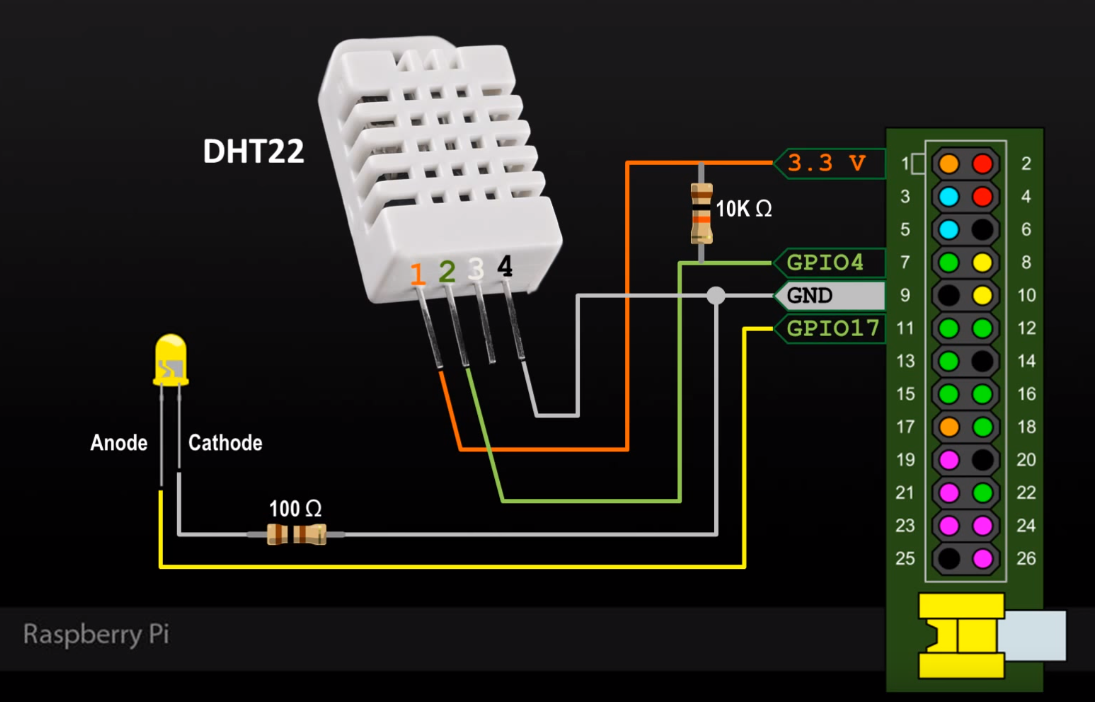 DHT22
1 2 3 4
3.3 V
10K Ω
GPIO4
GND
GPIO17
Anode
Cathode
100 Ω
1 2
3 4
5 6
7 8
9 10
11 12
13 14
15 16
17 18
19 20
21 22
23 24
25 26
Raspberry Pi